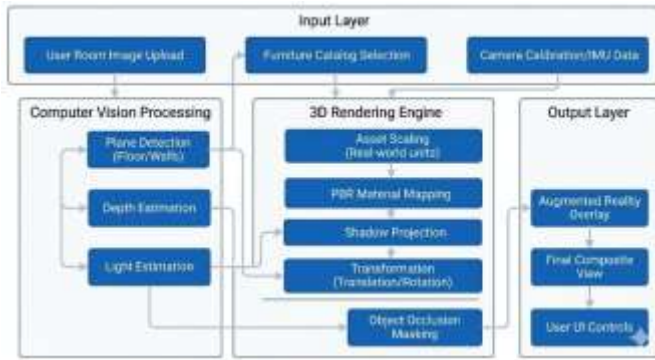 Input Layer
User Room Image Upload
Furniture Catalog Selection
Camera Calibration/IMU Data
Computer Vision Processing
Plane Detection
(Floor/Walls)
Depth Estimation
Light Estimation
3D Rendering Engine
Asset Scaling
(Real-world units)
PBR Material Mapping
Shadow Projection
Transformation
(Translation/Rotation)
Object Occlusion
Masking
Output Layer
Augmented Reality
Overlay
Final Composite
View
User UI Controls